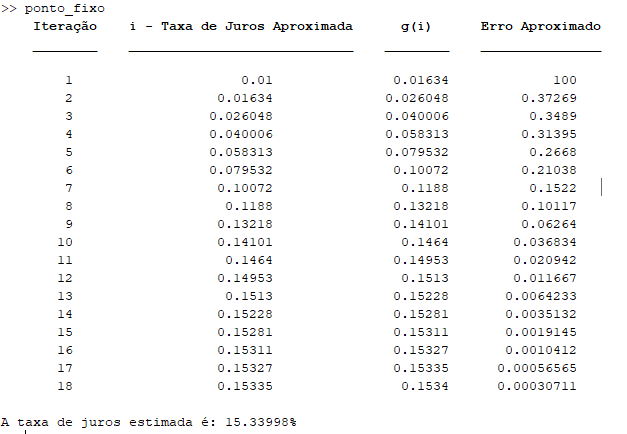 >> ponto_fixo
Iteração i - Taxa de Juros Aproximada g(i) Erro Aproximado
1 0.01 0.01634 100
2 0.01634 0.026048 0.37269
3 0.026048 0.040006 0.3489
4 0.040006 0.058313 0.31395
5 0.058313 0.079532 0.2668
6 0.079532 0.10072 0.21038
7 0.10072 0.1188 0.1522
8 0.1188 0.13218 0.10117
9 0.13218 0.14101 0.06264
10 0.14101 0.1464 0.036834
11 0.1464 0.14953 0.020942
12 0.14953 0.1513 0.011667
13 0.1513 0.15228 0.0064233
14 0.15228 0.15281 0.0035132
15 0.15281 0.15311 0.0019145
16 0.15311 0.15327 0.0010412
17 0.15327 0.15335 0.00056565
18 0.15335 0.1534 0.00030711
A taxa de juros estimada é: 15.33998%